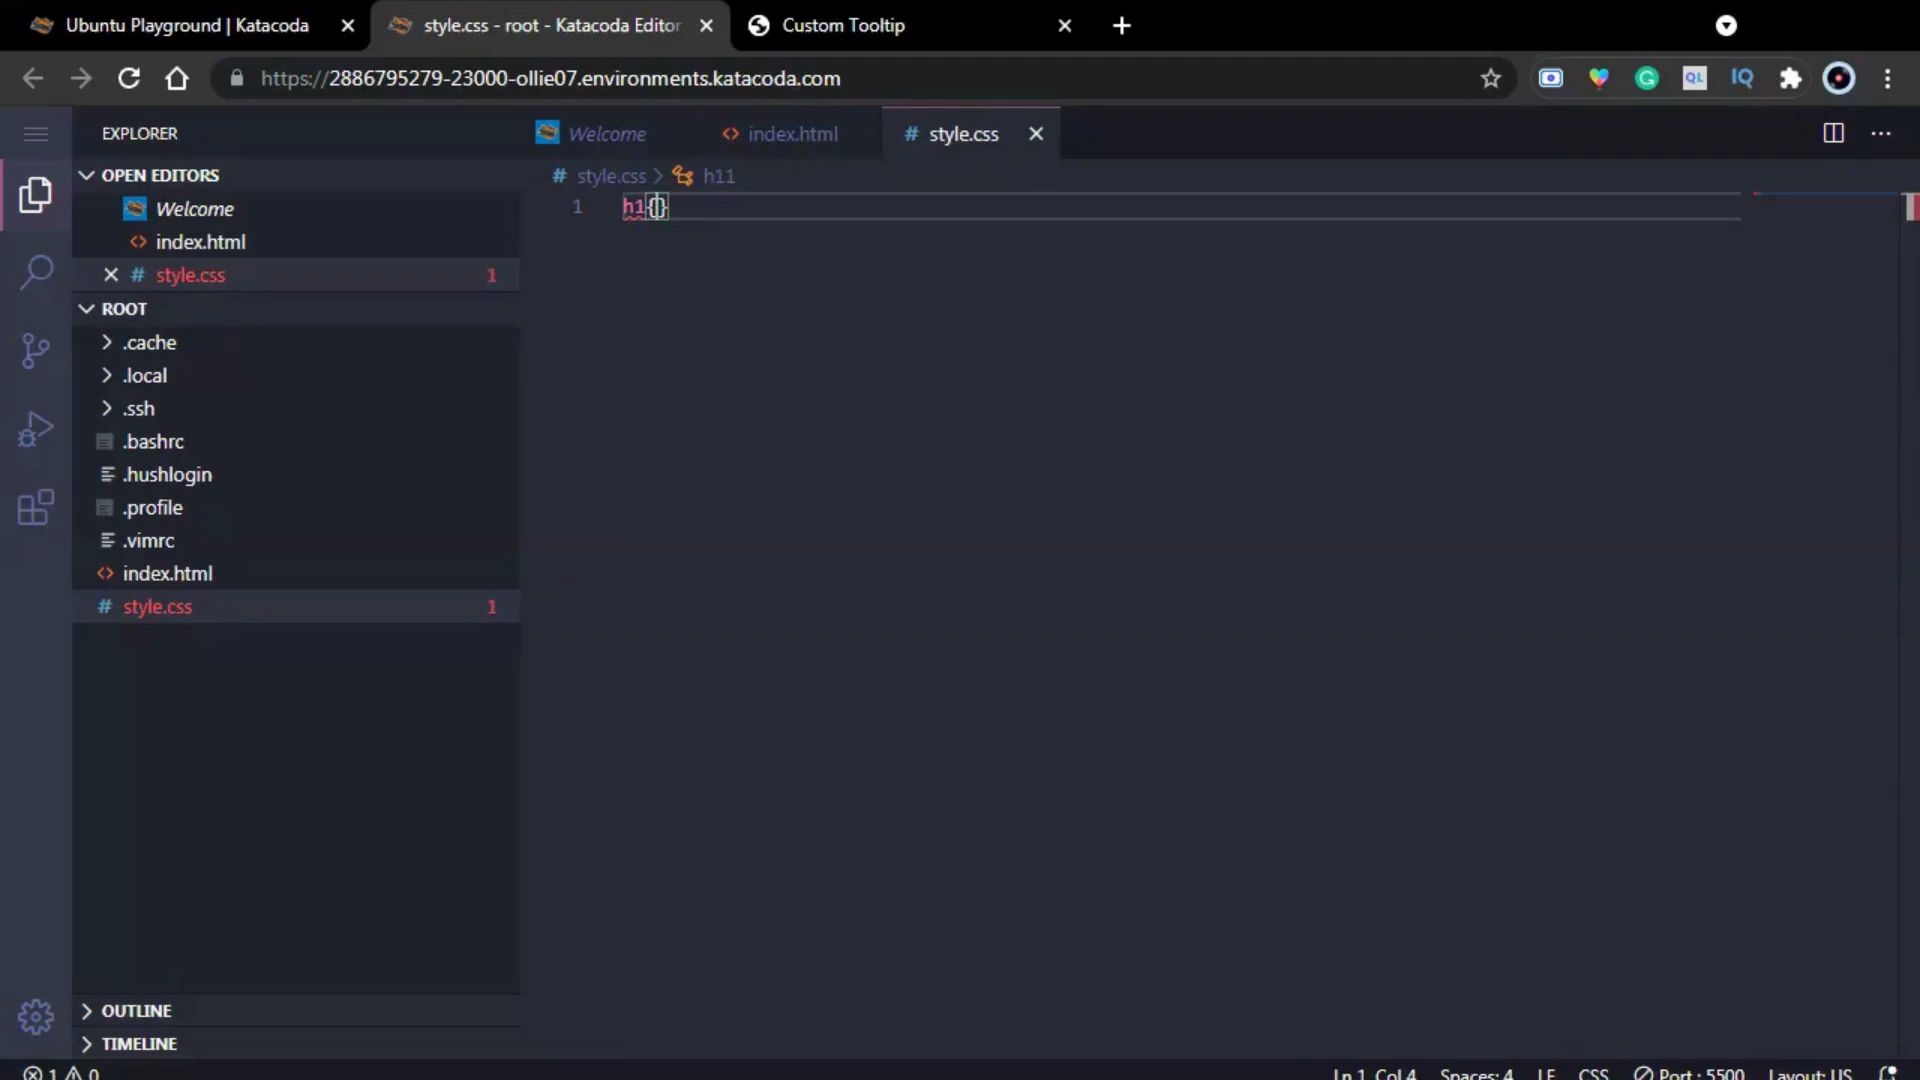 Ubuntu Playground | Katacoda
style.css - root - Katacoda Editor
Custom Tooltip
https://2886795279-23000-ollie07.environments.katacoda.com
QL
IQ
EXPLORER
Welcome
index.html
# style.css
OPEN EDITORS
# style.css > h11
Welcome
1 h1{}
index.html
# style.css 1
ROOT
.cache
.local
.ssh
.bashrc
.hushlogin
.profile
.vimrc
index.html
# style.css 1
OUTLINE
TIMELINE
1 0
Ln 1, Col 4 Spaces: 4 LF CSS Port : 5500 Layout: US